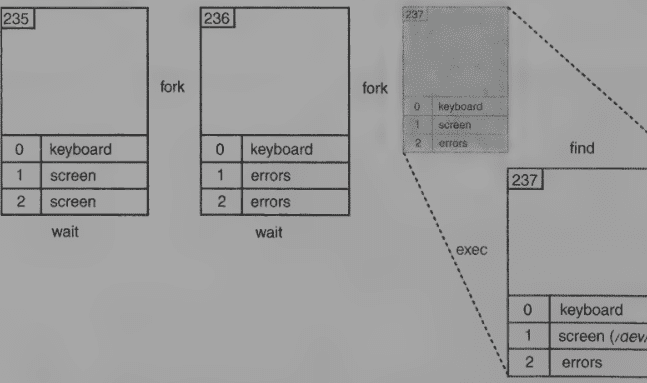 235
0 keyboard
1 screen
2 screen
wait
fork
236
0 keyboard
1 errors
2 errors
wait
fork
237
0 keyboard
1 screen
2 errors
exec
find
237
0 keyboard
1 screen (/dev/
2 errors